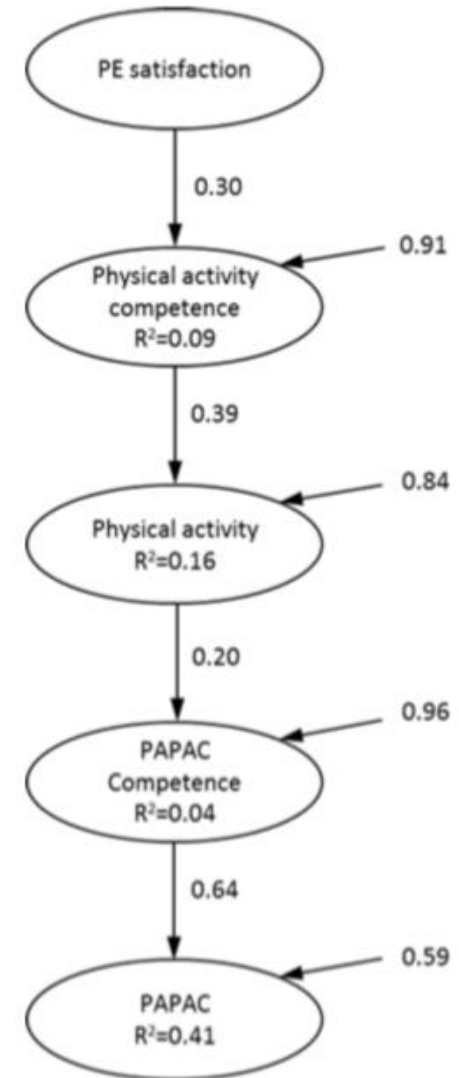 PE satisfaction
0.30
0.91
Physical activity
competence
R²=0.09
0.39
0.84
Physical activity
R²=0.16
0.20
0.96
PAPAC
Competence
R²=0.04
0.64
0.59
PAPAC
R²=0.41